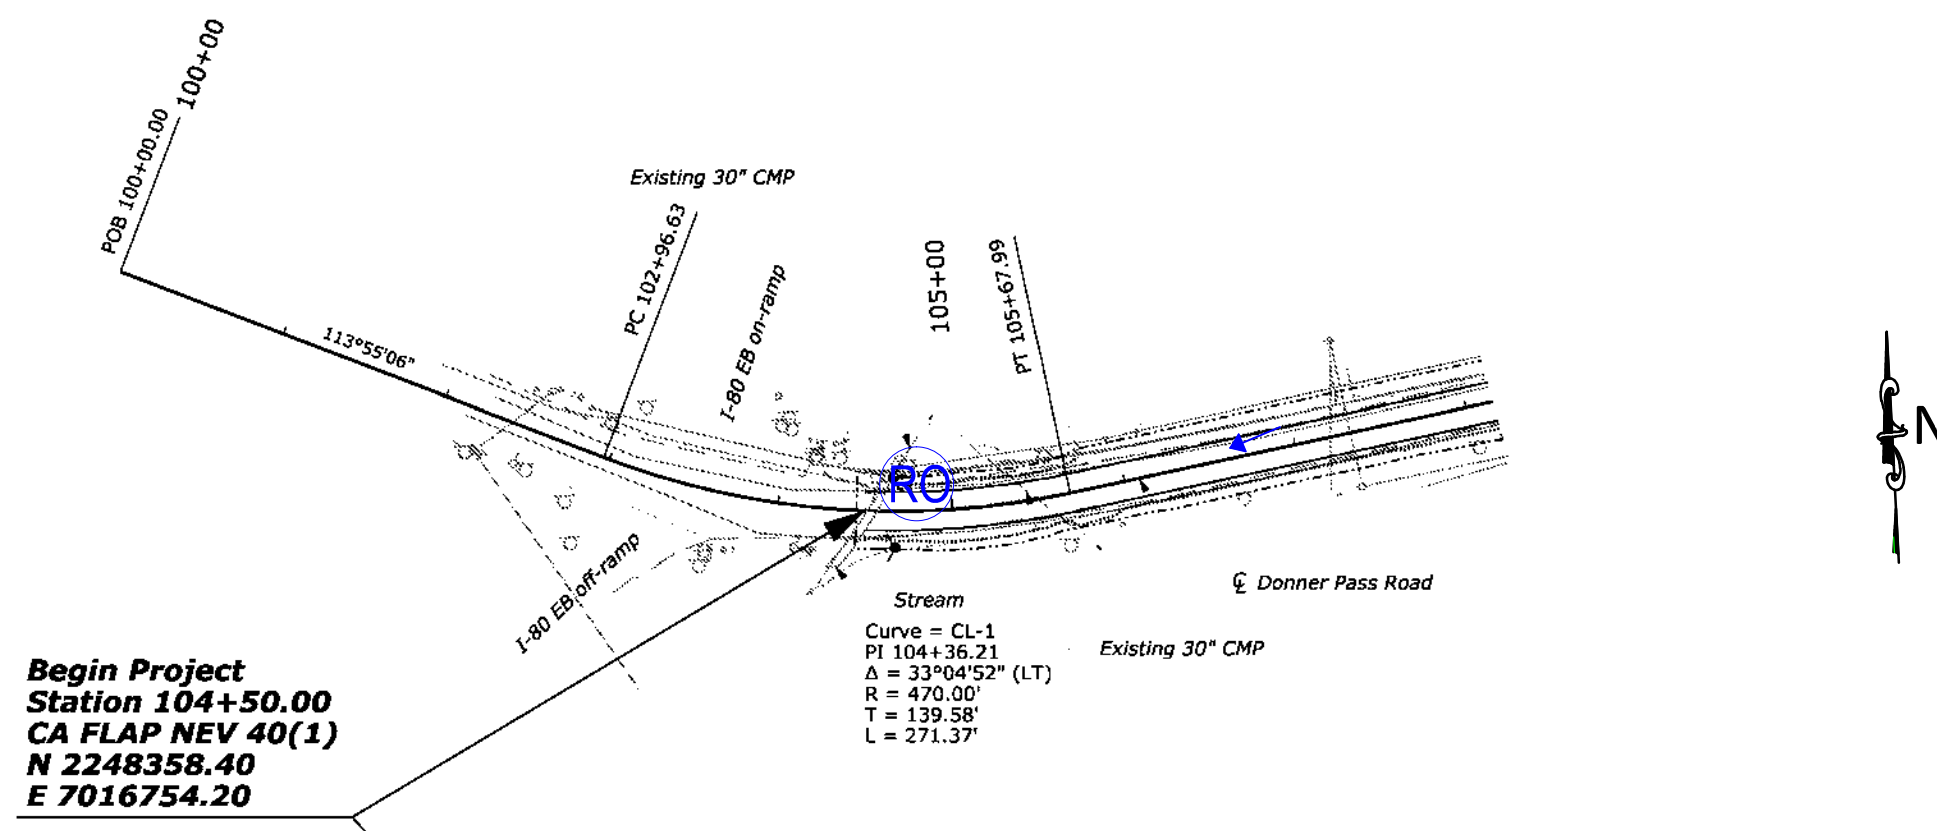 100+00
POB 100+00.00
Existing 30" CMP
PC 102+96.63
I-80 EB on-ramp
105+00
PT 105+67.99
113°55'06"
RO
N
I-80 EB off-ramp
℄ Donner Pass Road
Stream
Curve = CL-1
PI 104+36.21
Δ = 33°04'52" (LT)
R = 470.00'
T = 139.58'
L = 271.37'
Existing 30" CMP
Begin Project
Station 104+50.00
CA FLAP NEV 40(1)
N 2248358.40
E 7016754.20